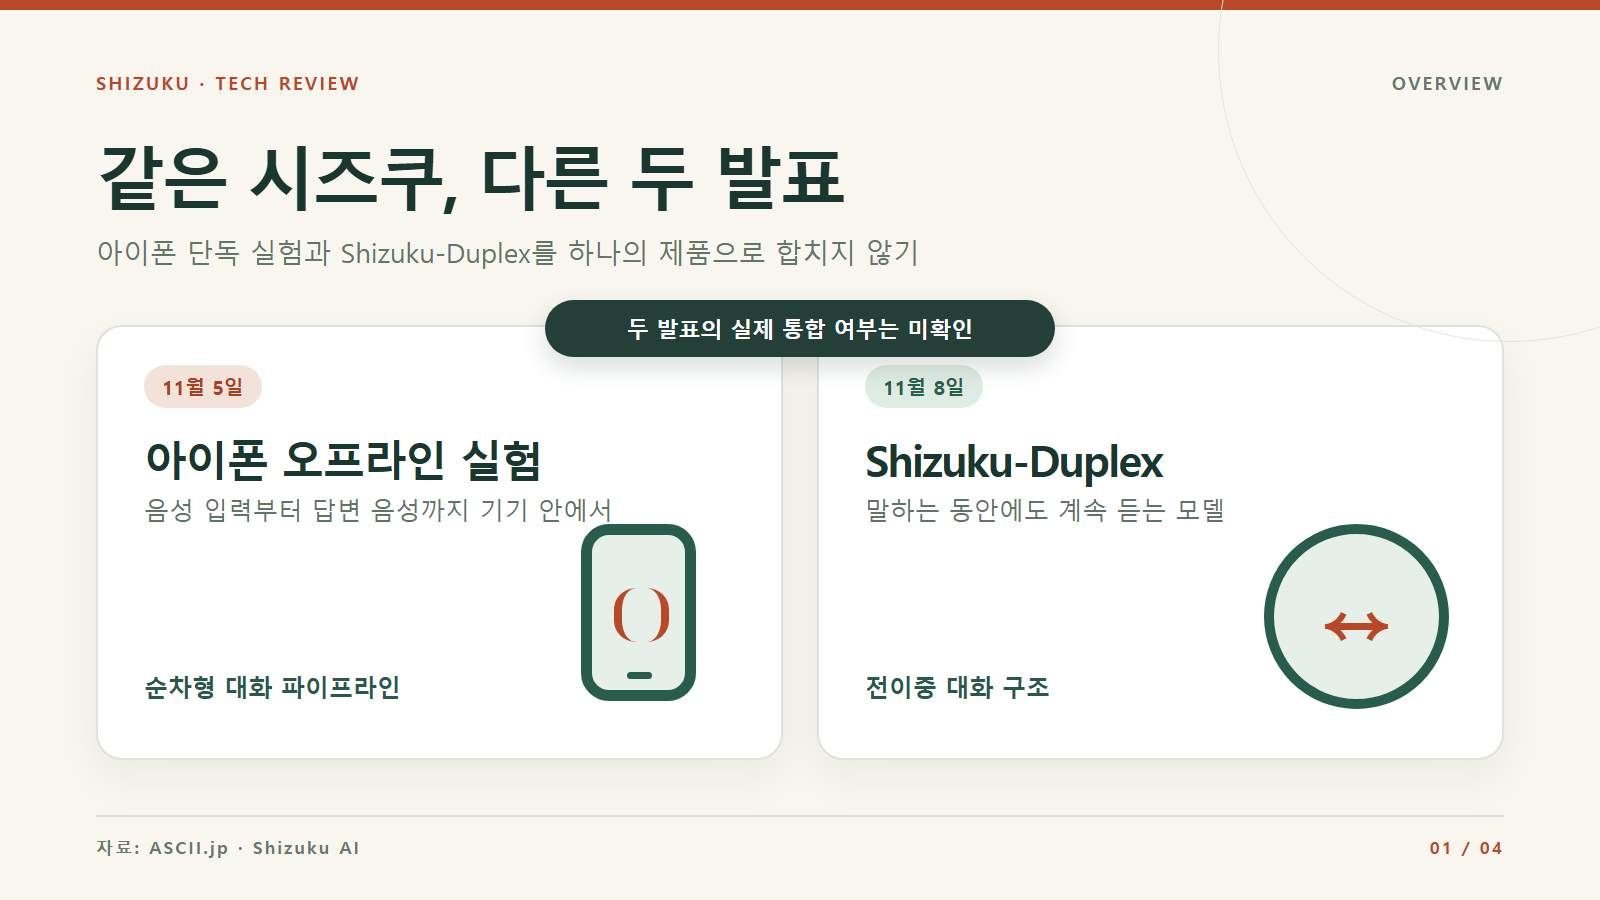 SHIZUKU · TECH REVIEW
OVERVIEW
같은 시즈쿠, 다른 두 발표
아이폰 단독 실험과 Shizuku-Duplex를 하나의 제품으로 합치지 않기
두 발표의 실제 통합 여부는 미확인
11월 5일
아이폰 오프라인 실험
음성 입력부터 답변 음성까지 기기 안에서
순차형 대화 파이프라인
11월 8일
Shizuku-Duplex
말하는 동안에도 계속 듣는 모델
↔
전이중 대화 구조
자료: ASCII.jp · Shizuku AI
01 / 04